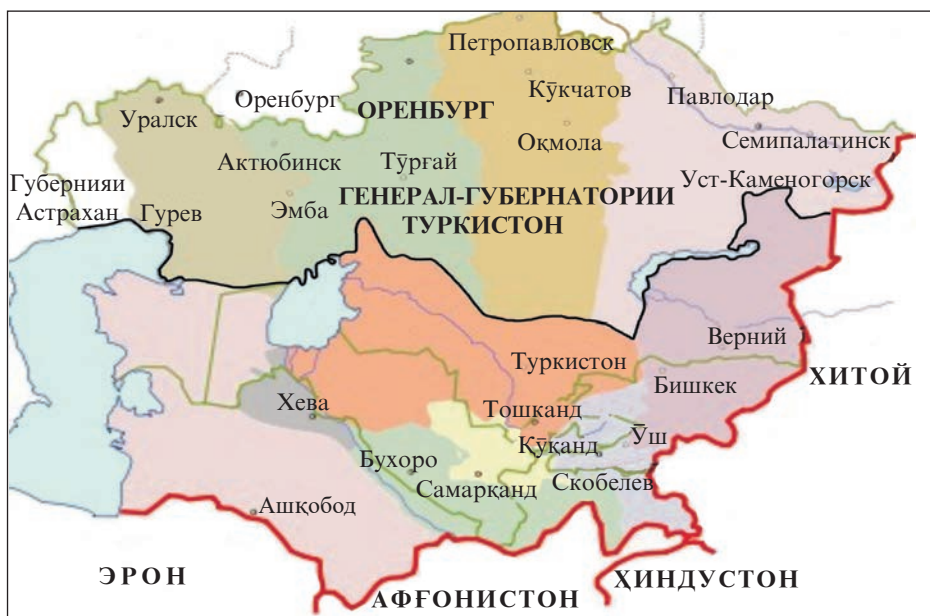 Петропавловск
Кӯкчатов
Павлодар
Оренбург
Уралск
ОРЕНБУРГ
Оқмола
Семипалатинск
Актюбинск
Тӯрғай
Губернияи
Астрахан
Гурев
Эмба
ГЕНЕРАЛ-ГУБЕРНАТОРИИ
ТУРКИСТОН
Уст-Каменогорск
Верний
Туркистон
Бишкек
ХИТОЙ
Хева
Тошканд
Қӯқанд
Ӯш
Бухоро
Самарқанд
Скобелев
Ашқобод
ЭРОН
АФҒОНИСТОН
ҲИНДУСТОН